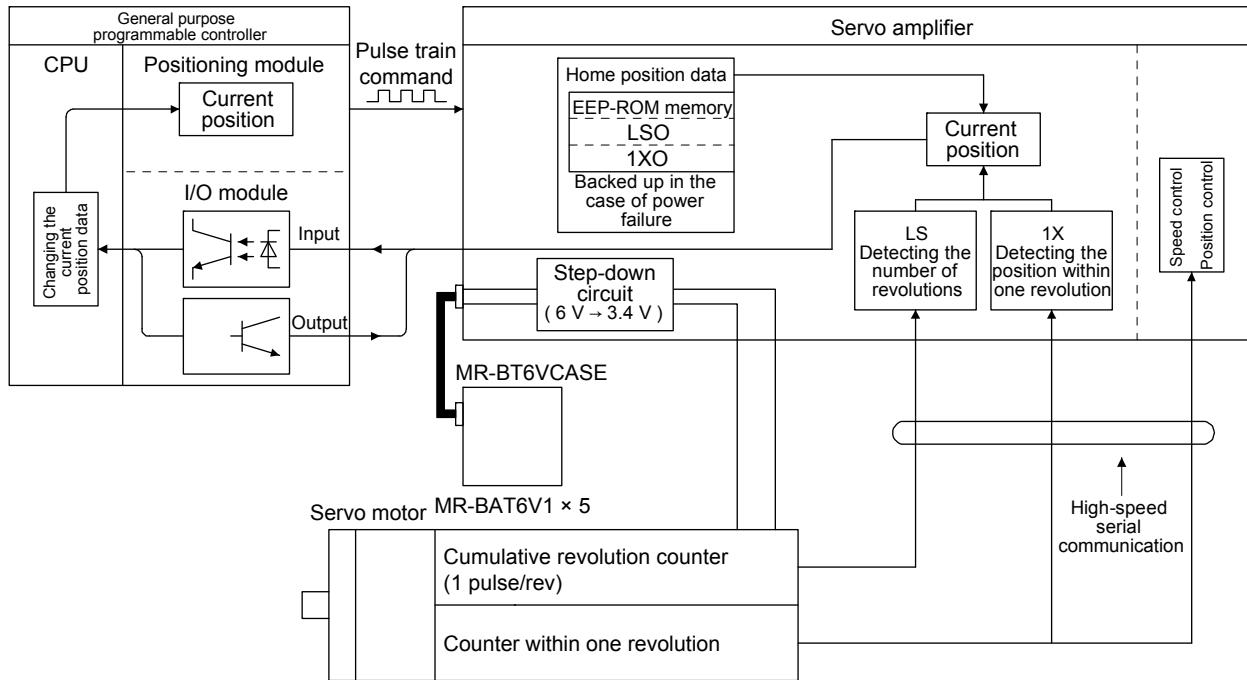 General purpose
programmable controller
CPU
Positioning module
Current
position
I/O module
Changing the
current
position data
Input
Output
Pulse train
command
Servo amplifier
Home position data
EEP-ROM memory
LSO
1XO
Backed up in the
case of power
failure
Current
position
LS
Detecting the
number of
revolutions
1X
Detecting the
position within
one revolution
Speed control
Position control
Step-down
circuit
( 6 V → 3.4 V )
MR-BT6VCASE
MR-BAT6V1 × 5
Servo motor
Cumulative revolution counter
(1 pulse/rev)
Counter within one revolution
High-speed
serial
communication